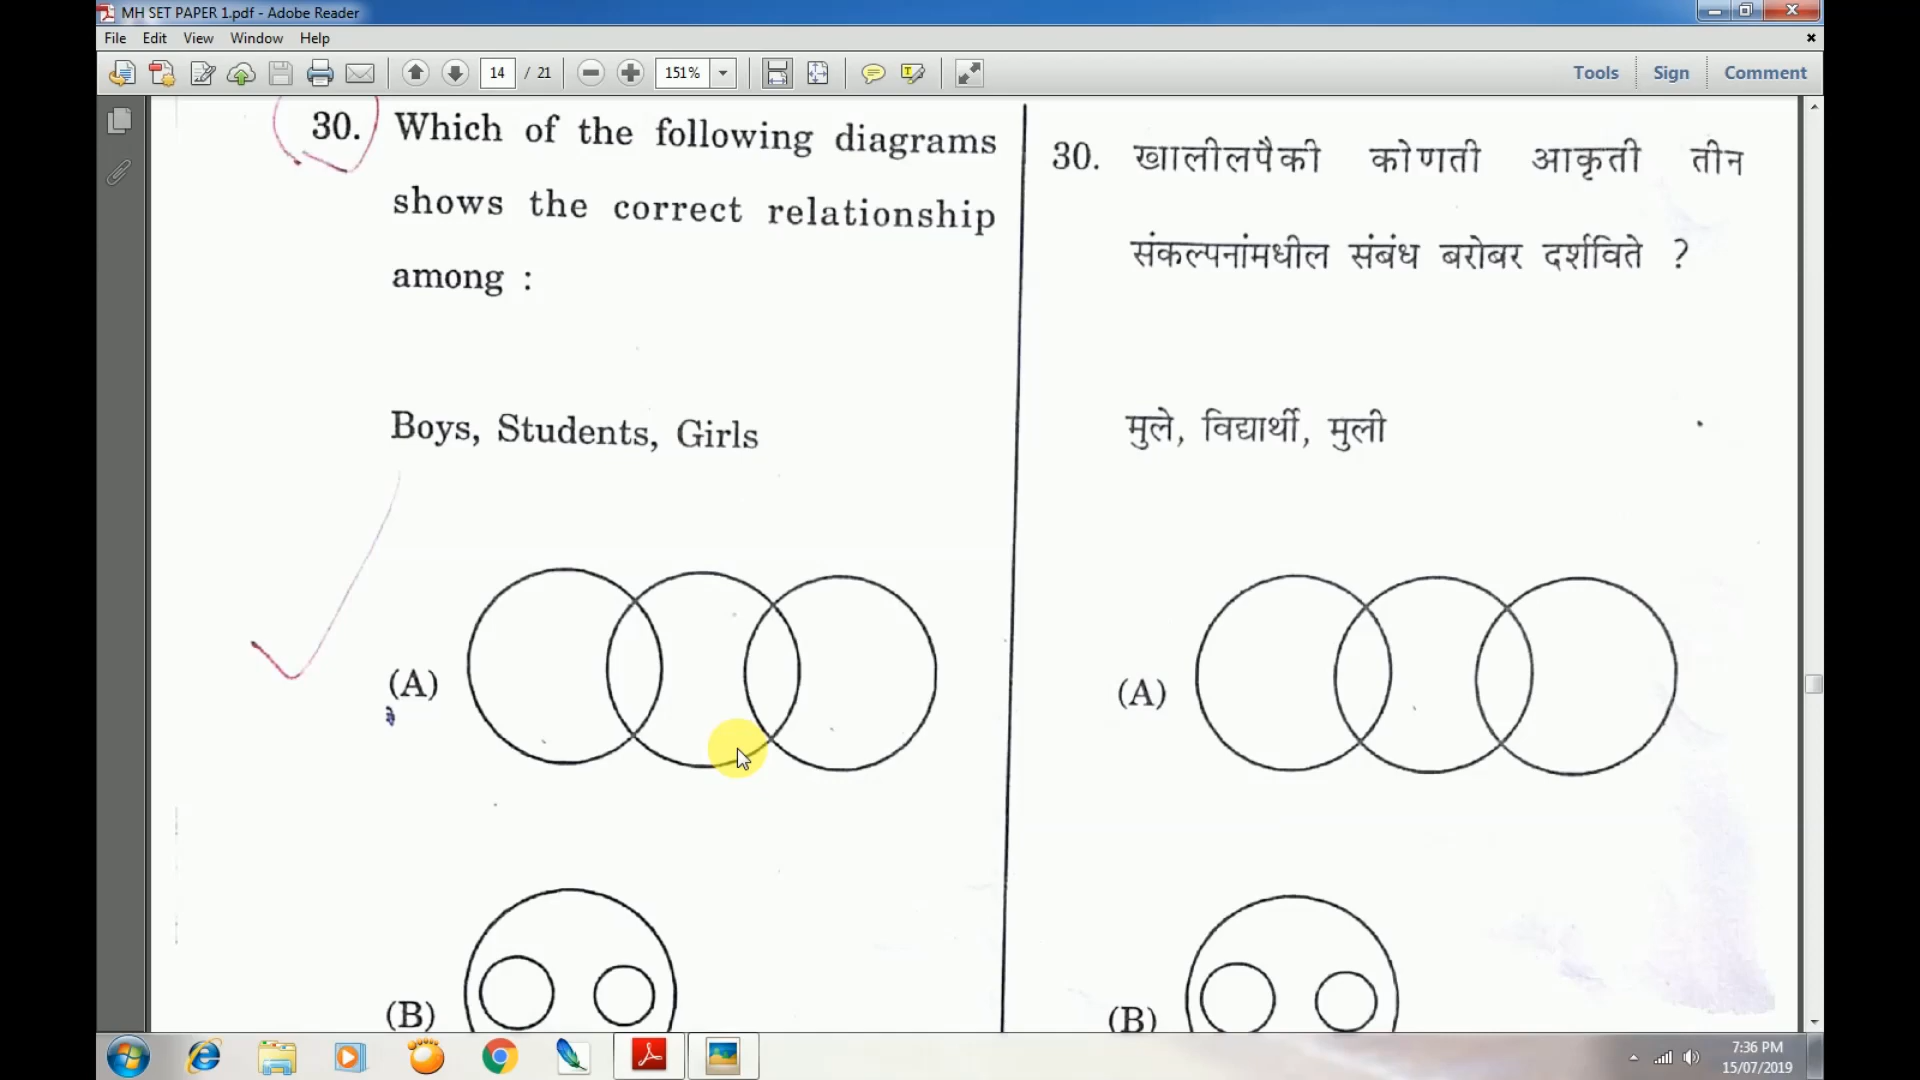 MH SET PAPER 1.pdf - Adobe Reader
File Edit View Window Help
14 / 21 151% Tools Sign Comment
30. Which of the following diagrams
shows the correct relationship
among :
Boys, Students, Girls
(A)
(B)
30. खालीलपैकी कोणती आकृती तीन
संकल्पनांमधील संबंध बरोबर दर्शविते ?
मुले, विद्यार्थी, मुली
(A)
(B)
7:36 PM
15/07/2019